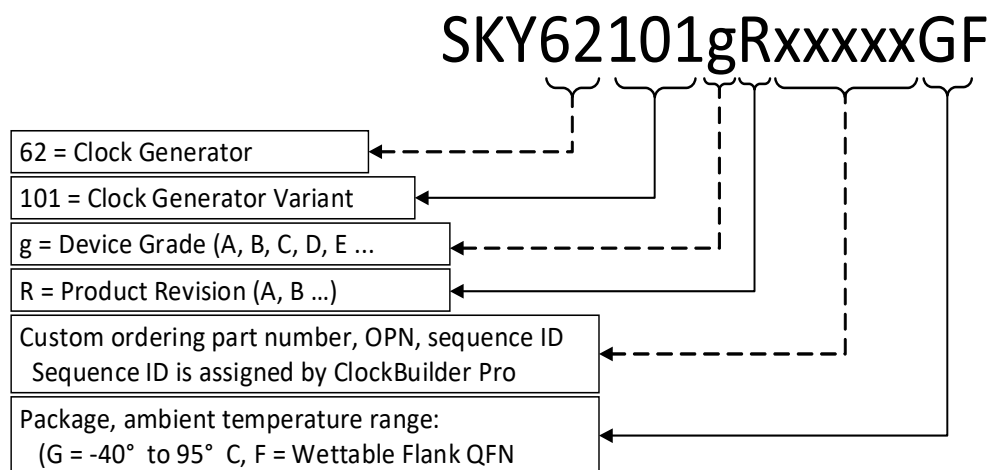 SKY62101gRxxxxxGF
62 = Clock Generator
101 = Clock Generator Variant
g = Device Grade (A, B, C, D, E ...
R = Product Revision (A, B ...)
Custom ordering part number, OPN, sequence ID
Sequence ID is assigned by ClockBuilder Pro
Package, ambient temperature range:
(G = -40° to 95° C, F = Wettable Flank QFN